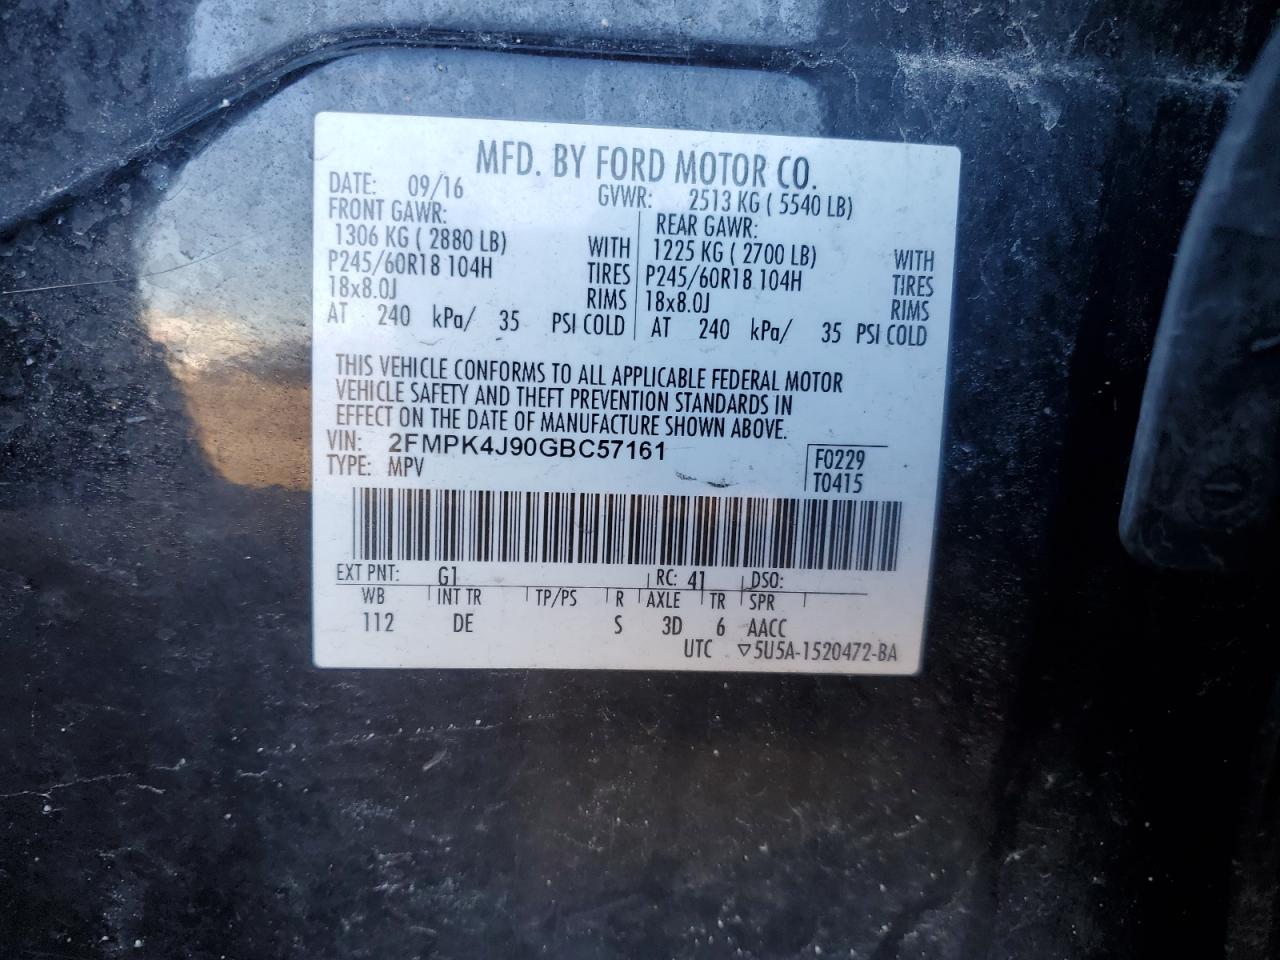 MFD. BY FORD MOTOR CO.
DATE: 09/16 GVWR: 2513 KG ( 5540 LB)
FRONT GAWR: REAR GAWR:
1306 KG ( 2880 LB) WITH 1225 KG ( 2700 LB) WITH
P245/60R18 104H TIRES P245/60R18 104H TIRES
18x8.0J RIMS 18x8.0J RIMS
AT 240 kPa/ 35 PSI COLD AT 240 kPa/ 35 PSI COLD
THIS VEHICLE CONFORMS TO ALL APPLICABLE FEDERAL MOTOR
VEHICLE SAFETY AND THEFT PREVENTION STANDARDS IN
EFFECT ON THE DATE OF MANUFACTURE SHOWN ABOVE.
VIN: 2FMPK4J90GBC57161
TYPE: MPV
F0229
T0415
EXT PNT: G1 RC: 41 DSO:
WB INT TR TP/PS R AXLE TR SPR
112 DE S 3D 6 AACC
UTC ▽5U5A-1520472-BA